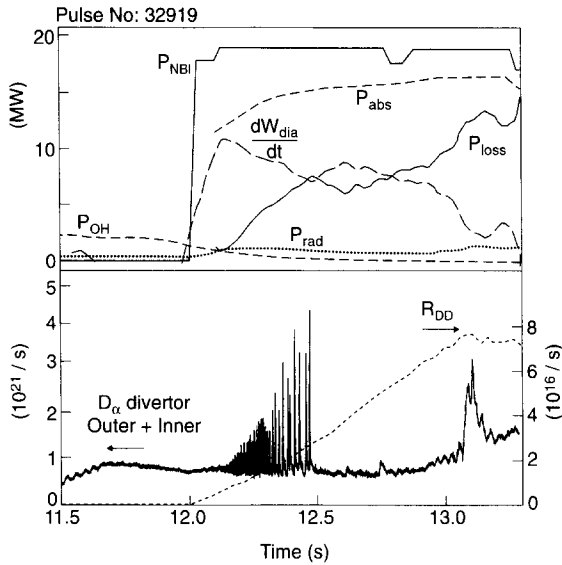 Pulse No: 32919
20
P_NBI
P_abs
(MW)
dW_dia
dt
10
P_loss
P_OH
P_rad
0
5
R_DD
8
4
6
(10^21 / s)
3
(10^16 / s)
D_α divertor
4
2
Outer + Inner
1
2
0
0
11.5
12.0
12.5
13.0
Time (s)